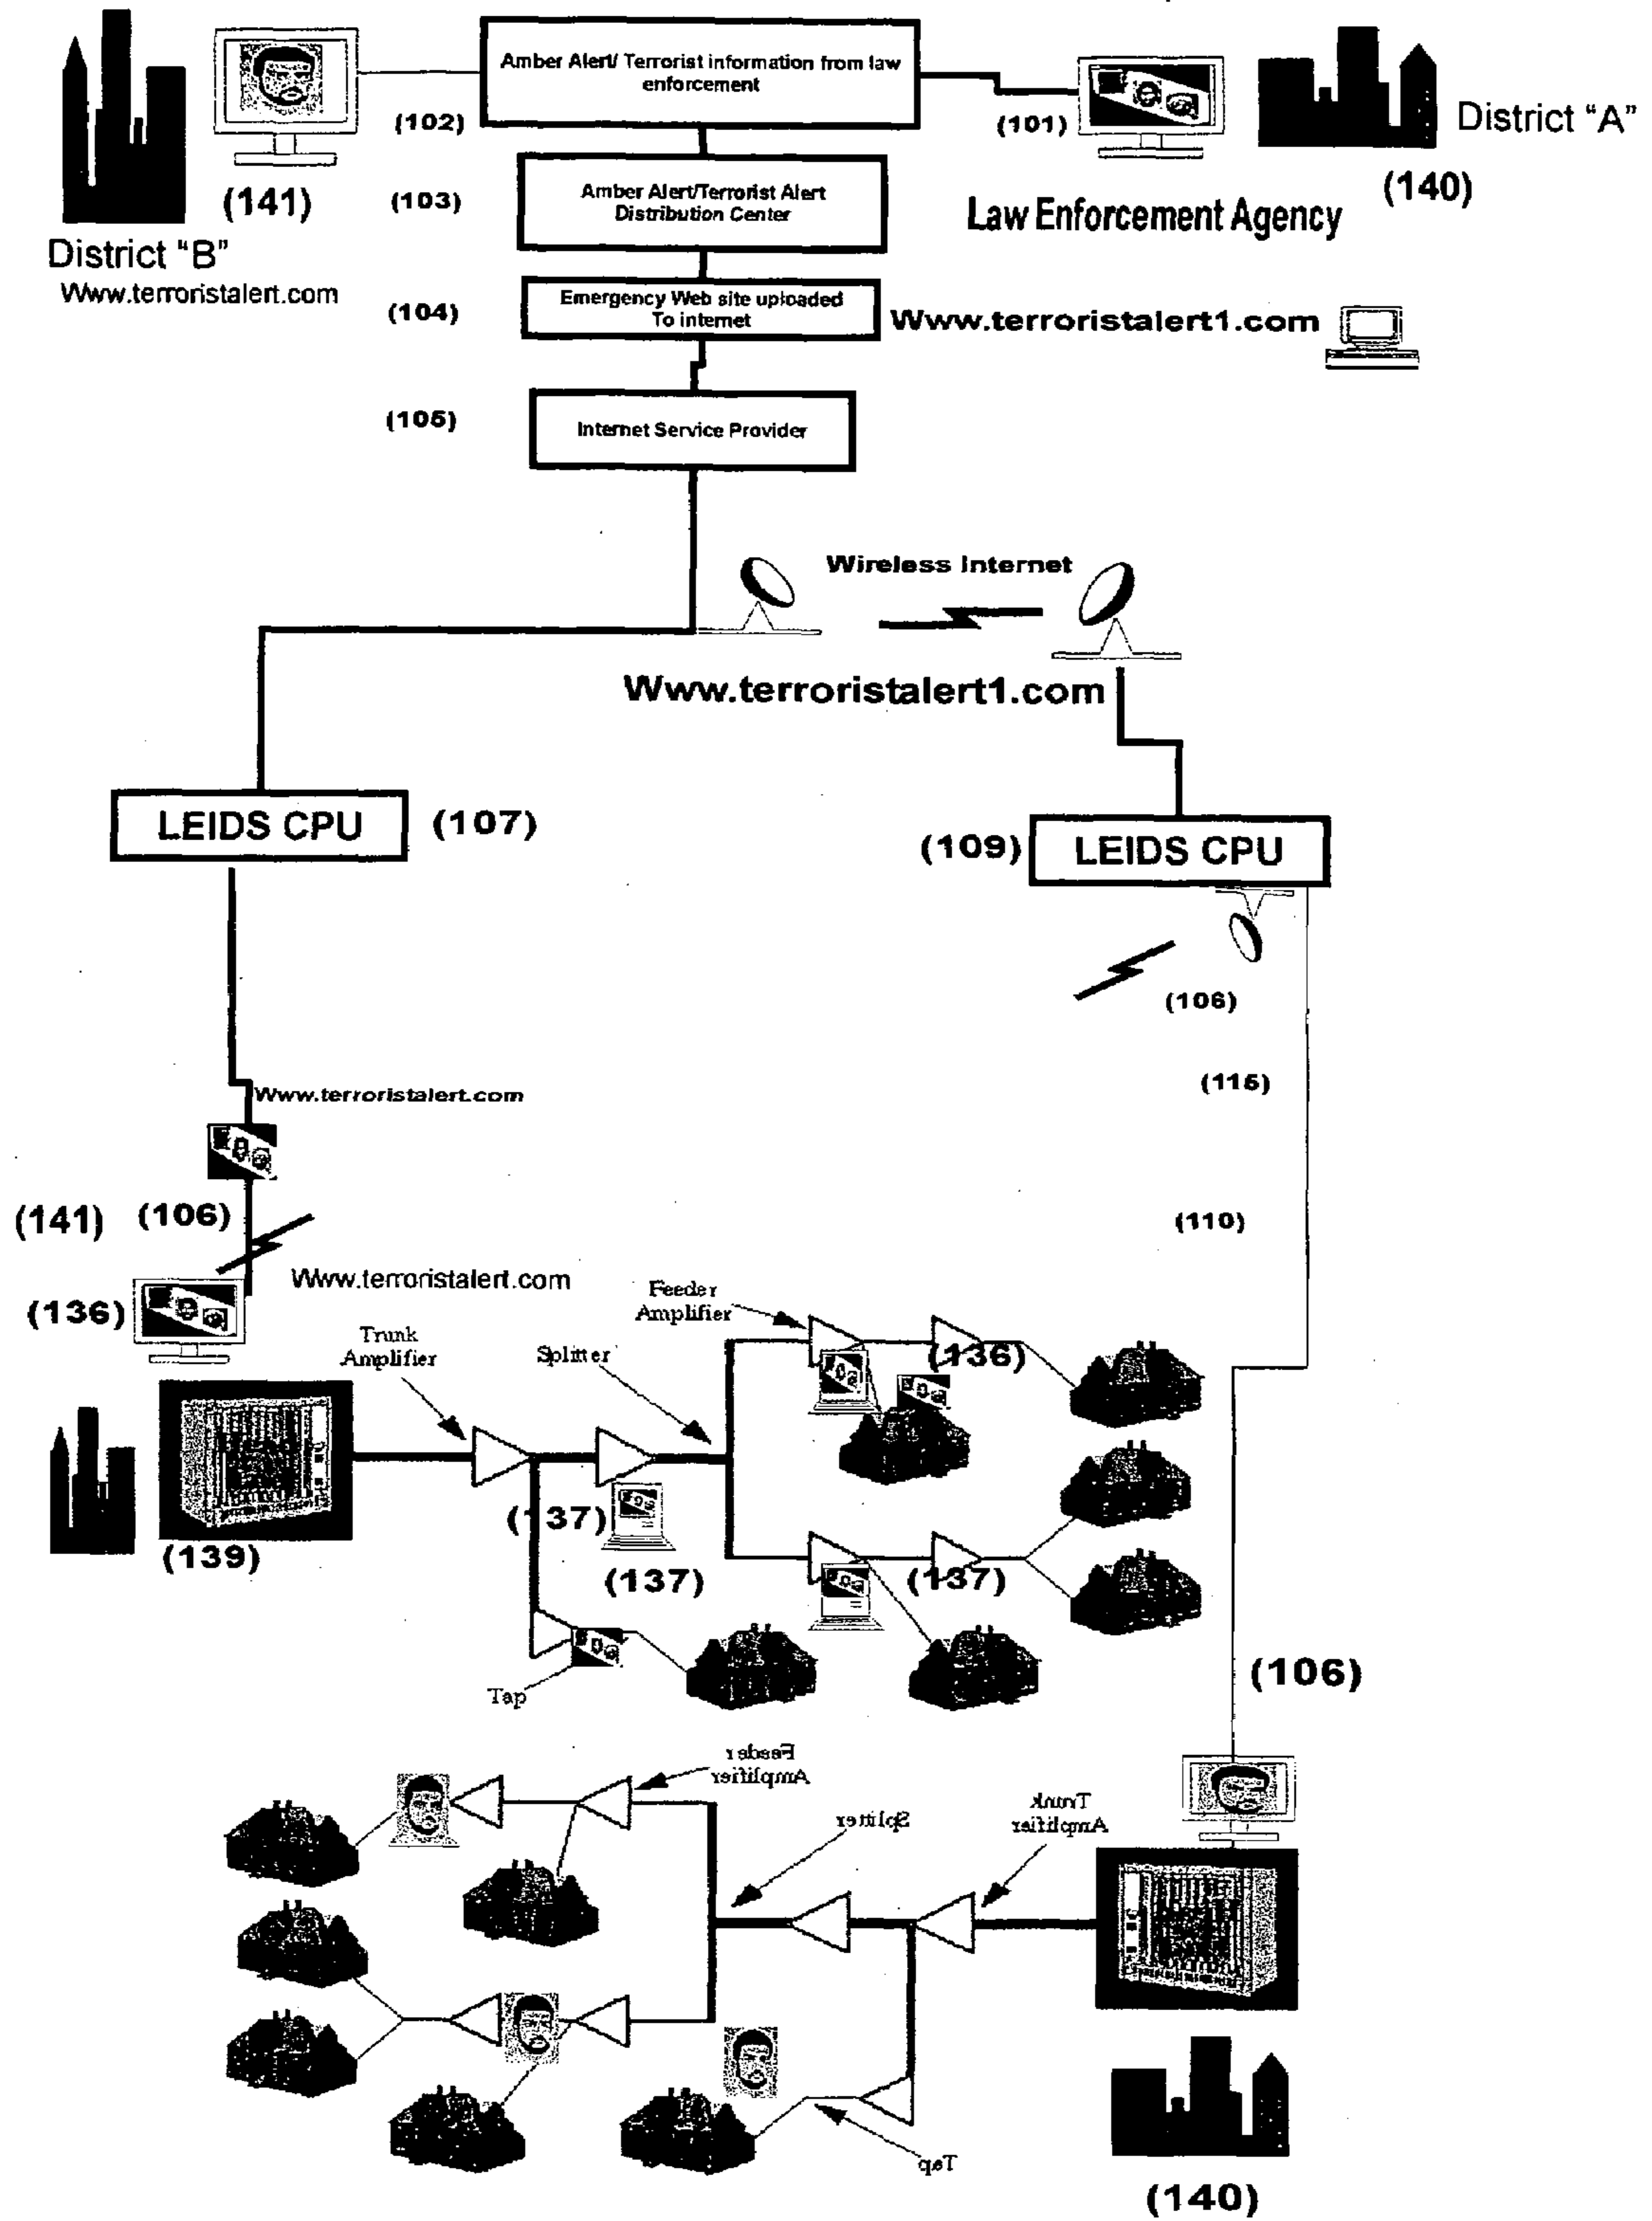 Amber Alert/ Terrorist information from law
enforcement
(102)
(101)
District “A”
(141)
(103)
Amber Alert/Terrorist Alert
Distribution Center
(140)
Law Enforcement Agency
District “B”
Www.terroristalert.com
(104)
Emergency Web site uploaded
To internet
Www.terroristalert1.com
(105)
Internet Service Provider
Wireless Internet
Www.terroristalert1.com
LEIDS CPU
(107)
(109)
LEIDS CPU
(106)
(115)
Www.terroristalert.com
(141)
(106)
(110)
Www.terroristalert.com
(136)
Feeder
Amplifier
Trunk
Amplifier
Splitter
(136)
(137)
(139)
(137)
(137)
Tap
(106)
Feeder
Amplifier
Trunk
Amplifier
Splitter
Tap
(140)